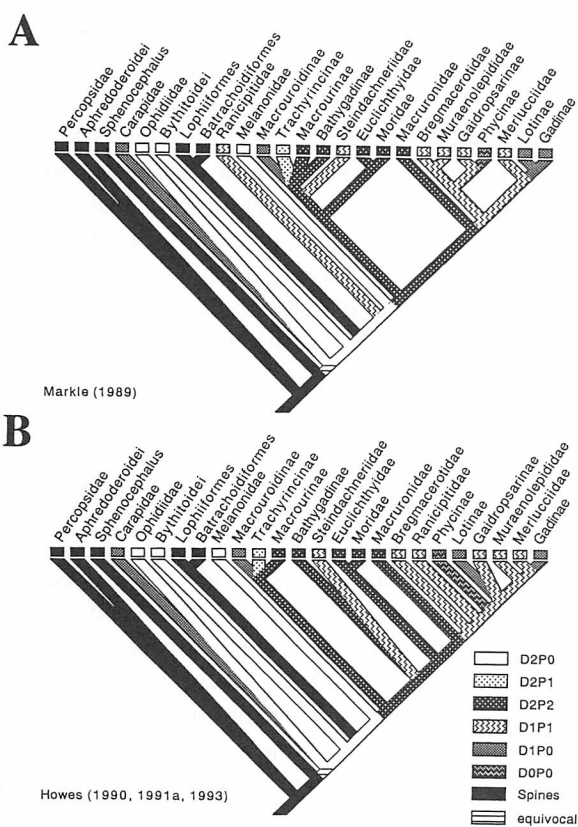 A
Percopsidae
Aphredoderoidei
Sphenocephalus
Carapidae
Ophidiidae
Bythitoidei
Lophiiformes
Batrachoidiformes
Ranicipitidae
Melanonidae
Macrouroidinae
Trachyrincinae
Macrourinae
Bathygadinae
Steindachneriidae
Euclichthyidae
Moridae
Macruronidae
Bregmacerotidae
Muraenolepididae
Gaidropsarinae
Phycinae
Merlucciidae
Lotinae
Gadinae
Markle (1989)
B
Percopsidae
Aphredoderoidei
Sphenocephalus
Carapidae
Ophidiidae
Bythitoidei
Lophiiformes
Batrachoidiformes
Melanonidae
Macrouroidinae
Trachyrincinae
Macrourinae
Bathygadinae
Steindachneriidae
Euclichthyidae
Moridae
Macruronidae
Bregmacerotidae
Ranicipitidae
Phycinae
Lotinae
Gaidropsarinae
Muraenolepididae
Merlucciidae
Gadinae
D2P0
D2P1
D2P2
D1P1
D1P0
D0P0
Spines
equivocal
Howes (1990, 1991a, 1993)